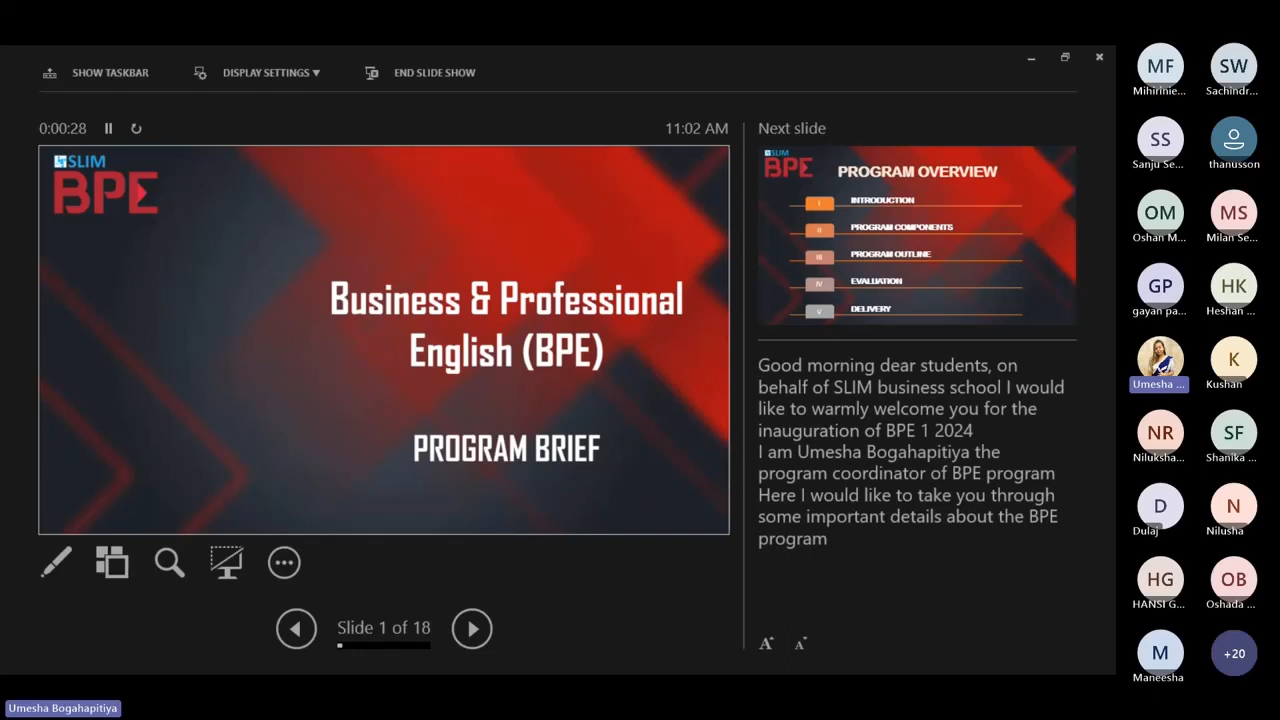 SHOW TASKBAR
DISPLAY SETTINGS ▼
END SLIDE SHOW
0:00:28
11:02 AM
SLIM
BPE
Business & Professional
English (BPE)
PROGRAM BRIEF
Slide 1 of 18
Next slide
SLIM
BPE
PROGRAM OVERVIEW
I INTRODUCTION
II PROGRAM COMPONENTS
III PROGRAM OUTLINE
IV EVALUATION
V DELIVERY
Good morning dear students, on
behalf of SLIM business school I would
like to warmly welcome you for the
inauguration of BPE 1 2024
I am Umesha Bogahapitiya the
program coordinator of BPE program
Here I would like to take you through
some important details about the BPE
program
A A
MF
Mihirinie...
SW
Sachindr...
SS
Sanju Se...
thanusson
OM
Oshan M...
MS
Milan Se...
GP
gayan pa...
HK
Heshan ...
Umesha ...
K
Kushan
NR
Niluksha...
SF
Shanika ...
D
Dulaj
N
Nilusha
HG
HANSI G...
OB
Oshada ...
M
Maneesha
+20
Umesha Bogahapitiya